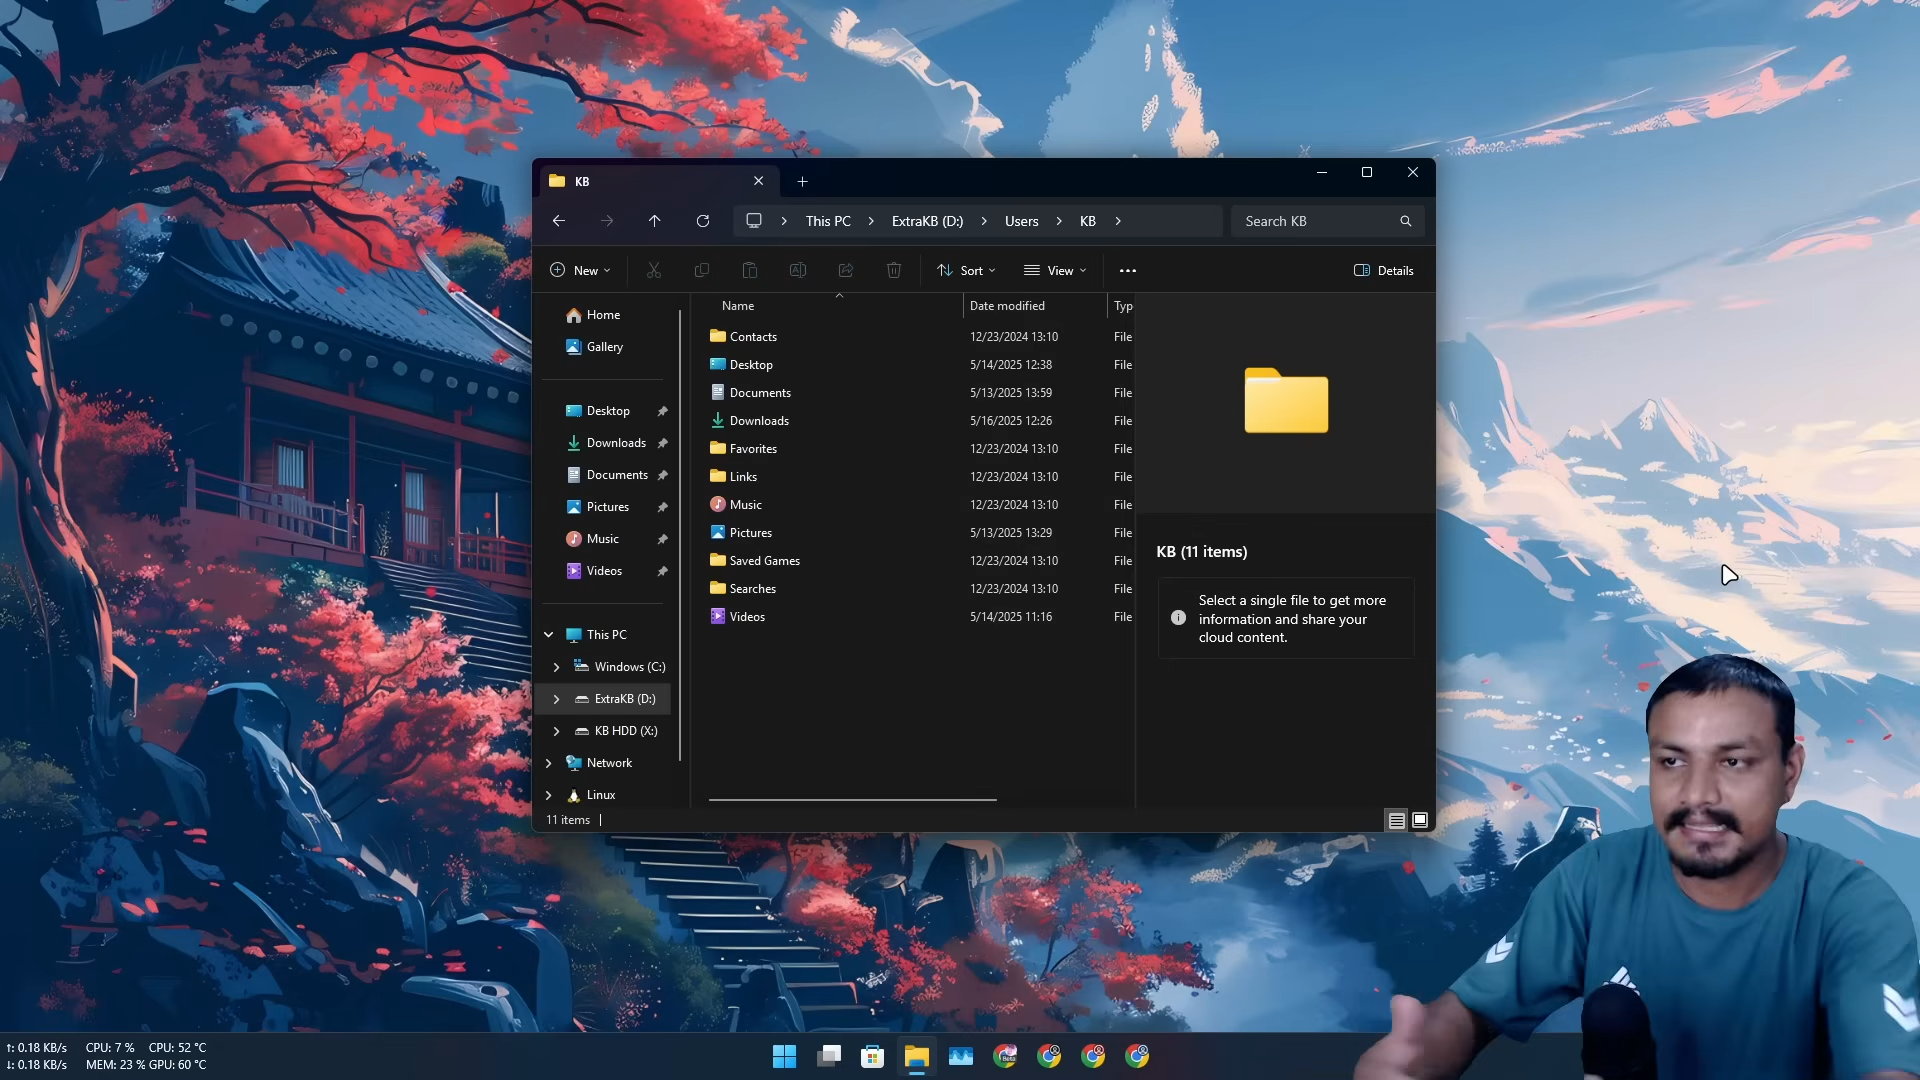 KB
This PC
ExtraKB (D:)
Users
KB
Search KB
New
Sort
View
Details
Home
Gallery
Desktop
Downloads
Documents
Pictures
Music
Videos
This PC
Windows (C:)
ExtraKB (D:)
KB HDD (X:)
Network
Linux
Name Date modified Typ
Contacts 12/23/2024 13:10 File
Desktop 5/14/2025 12:38 File
Documents 5/13/2025 13:59 File
Downloads 5/16/2025 12:26 File
Favorites 12/23/2024 13:10 File
Links 12/23/2024 13:10 File
Music 12/23/2024 13:10 File
Pictures 5/13/2025 13:29 File
Saved Games 12/23/2024 13:10 File
Searches 12/23/2024 13:10 File
Videos 5/14/2025 11:16 File
KB (11 items)
Select a single file to get more
information and share your
cloud content.
11 items
↑: 0.18 KB/s CPU: 7 % CPU: 52 °C
↓: 0.18 KB/s MEM: 23 % GPU: 60 °C
Beta